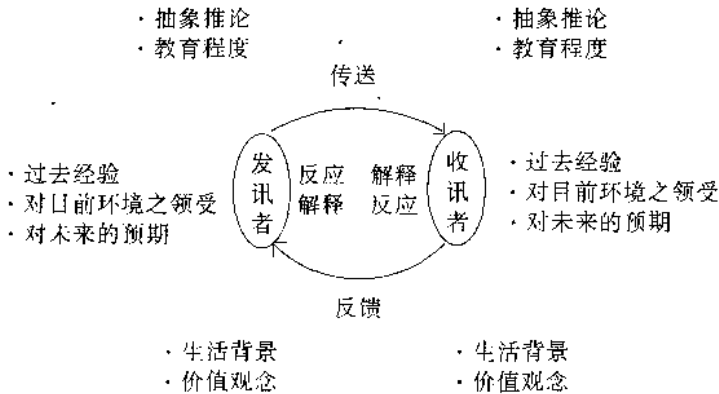 · 抽象推论 · 抽象推论
· 教育程度 · 教育程度
传送
发讯者 反应 解释 收讯者
解释 反应
· 过去经验 · 过去经验
· 对目前环境之领受 · 对目前环境之领受
· 对未来的预期 · 对未来的预期
反馈
· 生活背景 · 生活背景
· 价值观念 · 价值观念